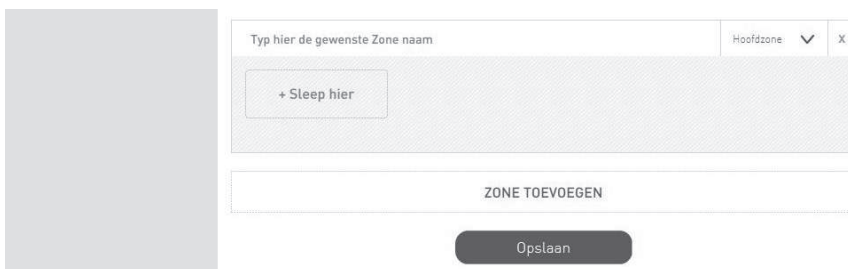 Typ hier de gewenste Zone naam Hoofdzone X
+ Sleep hier
ZONE TOEVOEGEN
Opslaan